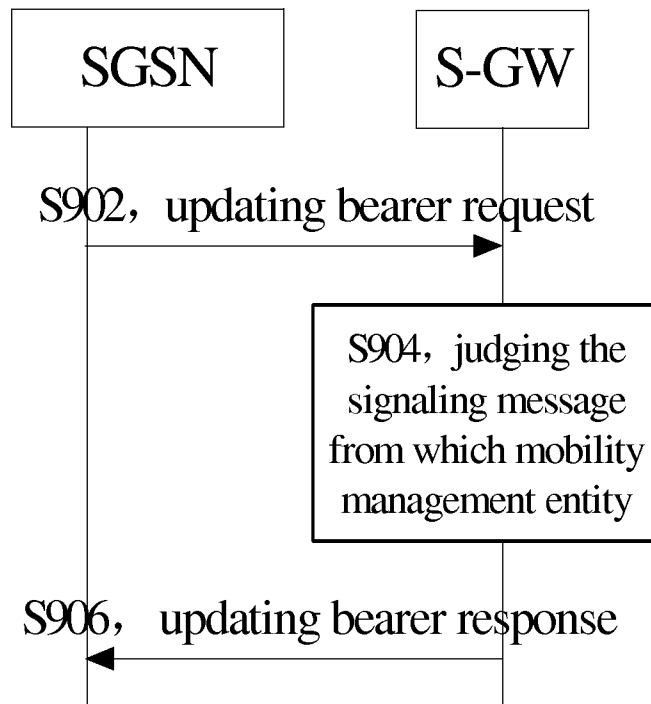 SGSN
S-GW
S902, updating bearer request
S904, judging the
signaling message
from which mobility
management entity
S906, updating bearer response